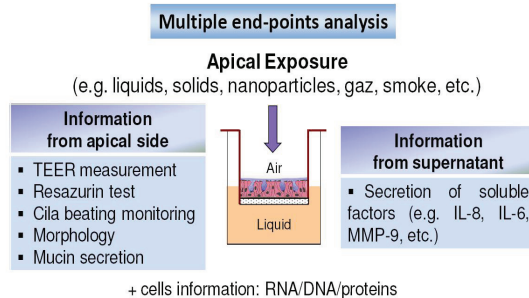 Multiple end-points analysis
Apical Exposure
(e.g. liquids, solids, nanoparticles, gaz, smoke, etc.)
Information
from apical side
▪ TEER measurement
▪ Resazurin test
▪ Cila beating monitoring
▪ Morphology
▪ Mucin secretion
Air
Liquid
Information
from supernatant
▪ Secretion of soluble
factors (e.g. IL-8, IL-6,
MMP-9, etc.)
+ cells information: RNA/DNA/proteins